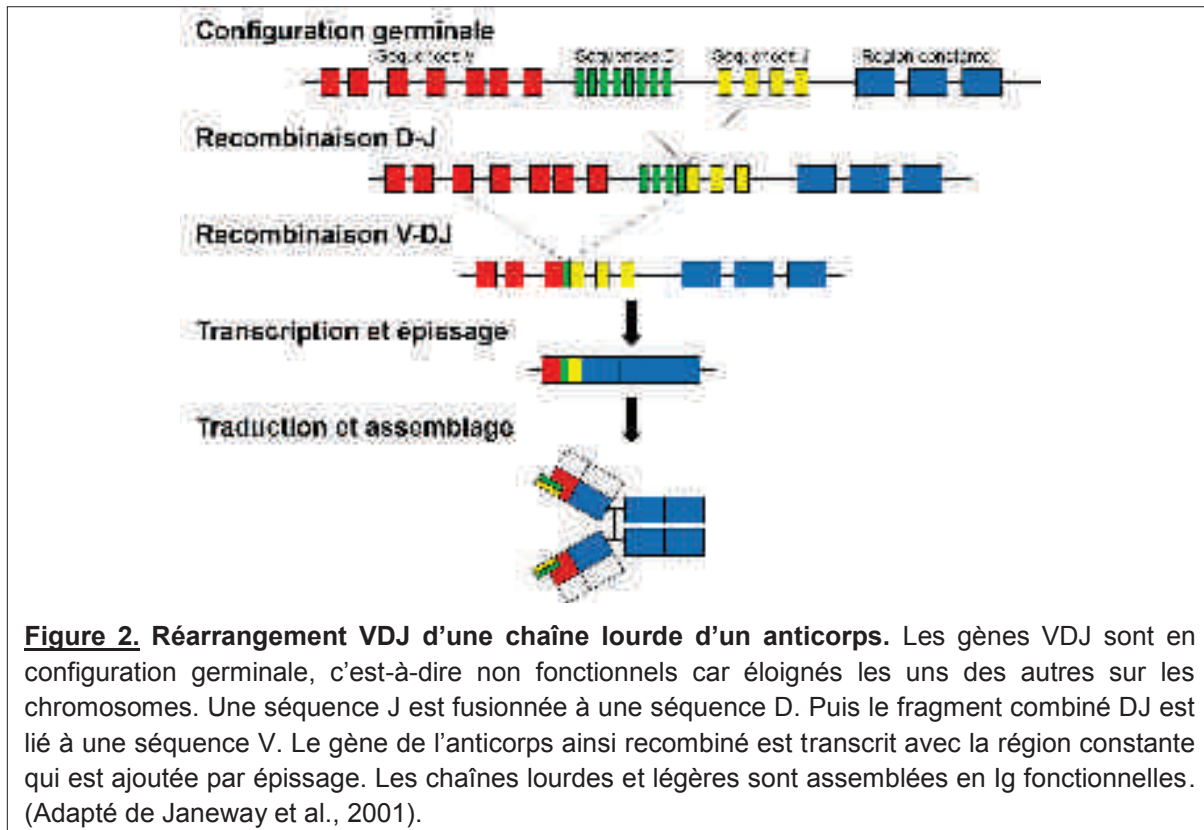 Configuration germinale
Séquences V Séquences D Séquences J Région constante
Recombinaison D-J
Recombinaison V-DJ
Transcription et épissage
Traduction et assemblage
Figure 2. Réarrangement VDJ d’une chaîne lourde d’un anticorps. Les gènes VDJ sont en
configuration germinale, c’est-à-dire non fonctionnels car éloignés les uns des autres sur les
chromosomes. Une séquence J est fusionnée à une séquence D. Puis le fragment combiné DJ est
lié à une séquence V. Le gène de l’anticorps ainsi recombiné est transcrit avec la région constante
qui est ajoutée par épissage. Les chaînes lourdes et légères sont assemblées en Ig fonctionnelles.
(Adapté de Janeway et al., 2001).